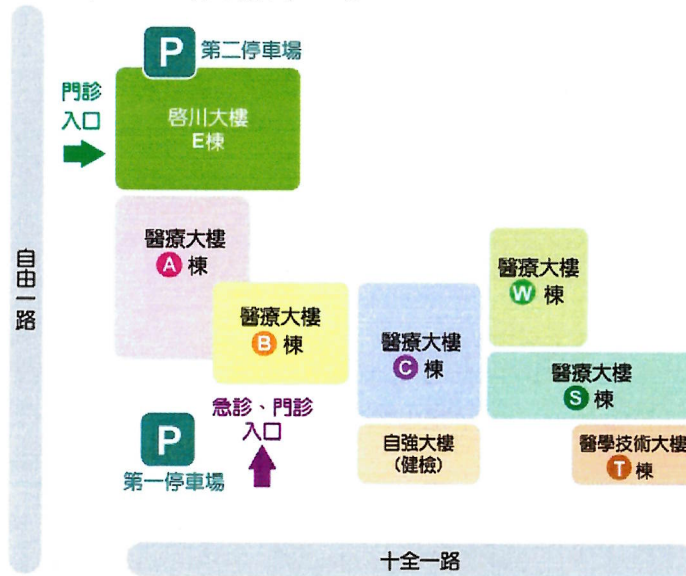 P 第二停車場
門診
入口
啓川大樓
E棟
自由一路
醫療大樓
A 棟
醫療大樓
B 棟
醫療大樓
C 棟
醫療大樓
W 棟
醫療大樓
S 棟
急診、門診
入口
P
第一停車場
自強大樓
(健檢)
醫學技術大樓
T 棟
十全一路